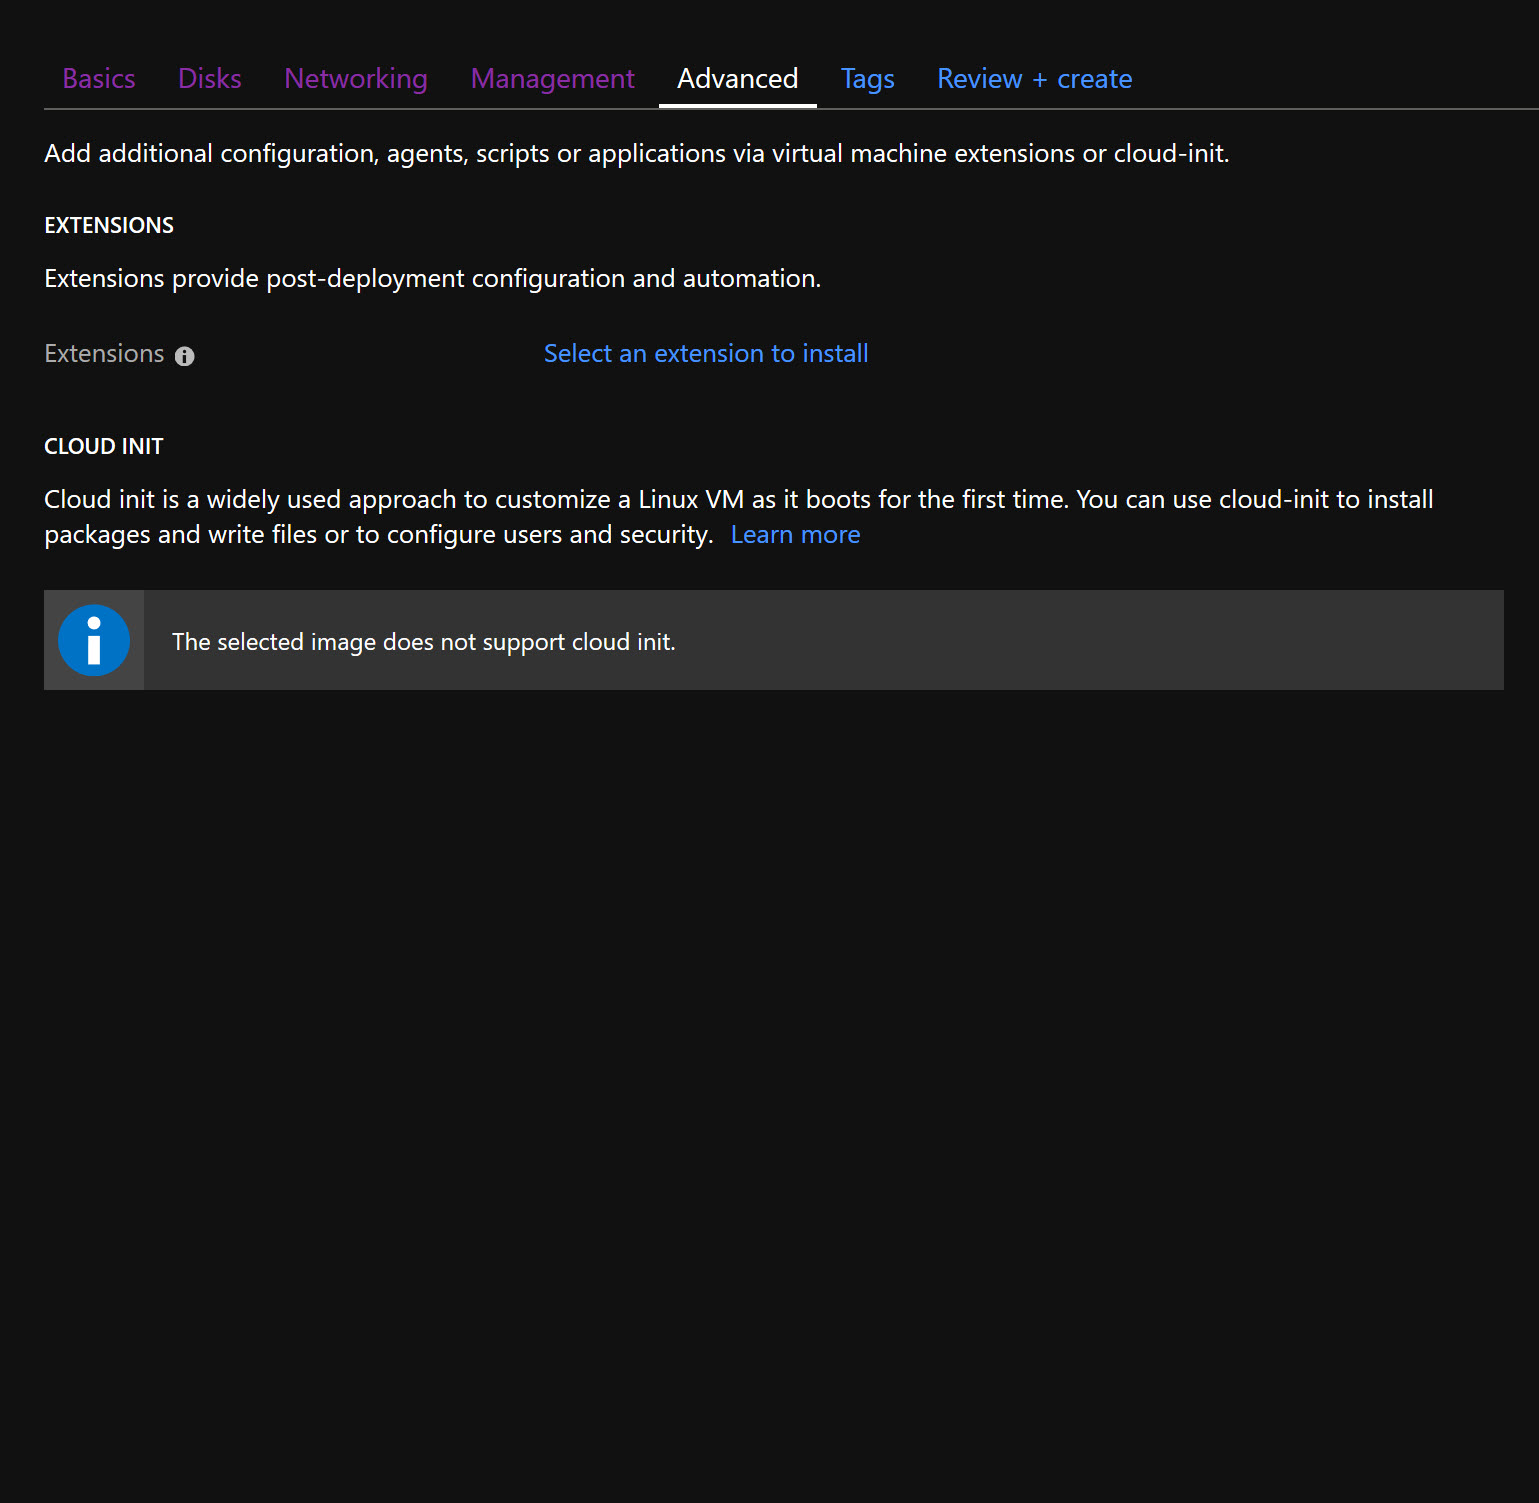 Basics Disks Networking Management Advanced Tags Review + create
Add additional configuration, agents, scripts or applications via virtual machine extensions or cloud-init.
EXTENSIONS
Extensions provide post-deployment configuration and automation.
Extensions Select an extension to install
CLOUD INIT
Cloud init is a widely used approach to customize a Linux VM as it boots for the first time. You can use cloud-init to install
packages and write files or to configure users and security. Learn more
The selected image does not support cloud init.